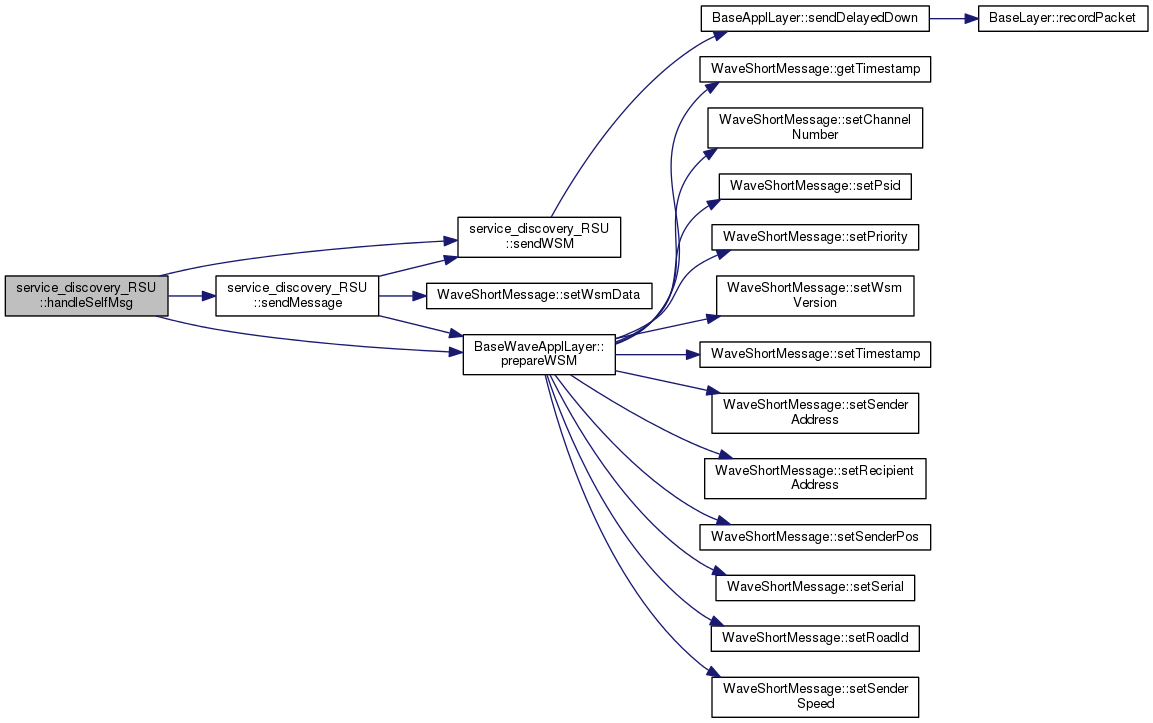 BaseApplLayer::sendDelayedDown
BaseLayer::recordPacket
WaveShortMessage::getTimestamp
WaveShortMessage::setChannel
Number
WaveShortMessage::setPsid
service_discovery_RSU
::sendWSM
WaveShortMessage::setPriority
service_discovery_RSU
::handleSelfMsg
service_discovery_RSU
::sendMessage
WaveShortMessage::setWsmData
WaveShortMessage::setWsm
Version
BaseWaveApplLayer::
prepareWSM
WaveShortMessage::setTimestamp
WaveShortMessage::setSender
Address
WaveShortMessage::setRecipient
Address
WaveShortMessage::setSenderPos
WaveShortMessage::setSerial
WaveShortMessage::setRoadId
WaveShortMessage::setSender
Speed